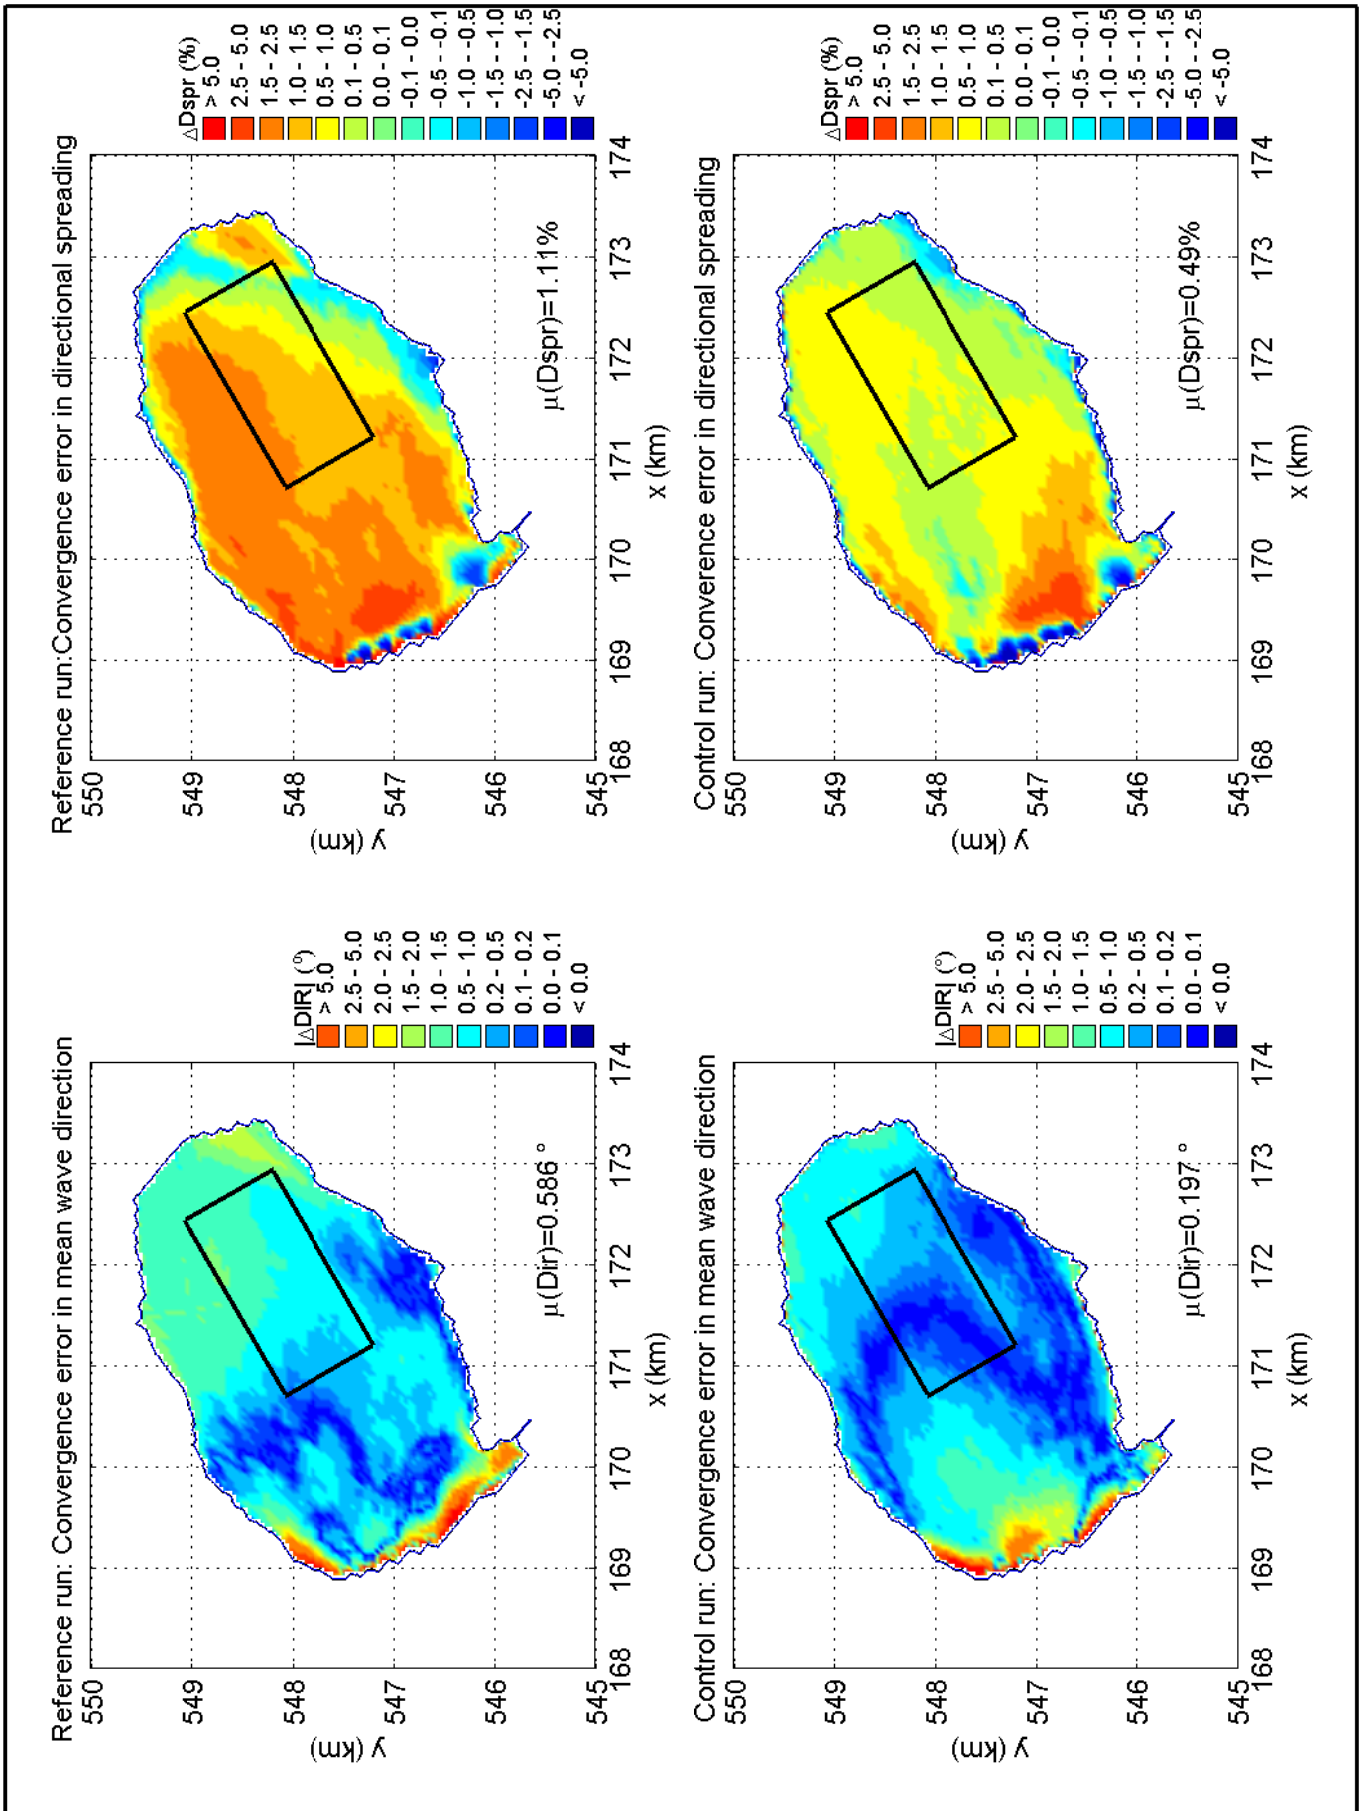 Reference run: Convergence error in mean wave direction
550
549
548
547
546
545
y (km)
168
169
170
171
172
173
174
x (km)
μ(Dir)=0.586 °
|△DIR| (°)
> 5.0
2.5 - 5.0
2.0 - 2.5
1.5 - 2.0
1.0 - 1.5
0.5 - 1.0
0.2 - 0.5
0.1 - 0.2
0.0 - 0.1
< 0.0
Reference run:Convergence error in directional spreading
550
549
548
547
546
545
y (km)
168
169
170
171
172
173
174
x (km)
μ(Dspr)=1.11%
△Dspr (%)
> 5.0
2.5 - 5.0
1.5 - 2.5
1.0 - 1.5
0.5 - 1.0
0.1 - 0.5
0.0 - 0.1
-0.1 - 0.0
-0.5 - -0.1
-1.0 - -0.5
-1.5 - -1.0
-2.5 - -1.5
-5.0 - -2.5
< -5.0
Control run: Convergence error in mean wave direction
550
549
548
547
546
545
y (km)
168
169
170
171
172
173
174
x (km)
μ(Dir)=0.197 °
|△DIR| (°)
> 5.0
2.5 - 5.0
2.0 - 2.5
1.5 - 2.0
1.0 - 1.5
0.5 - 1.0
0.2 - 0.5
0.1 - 0.2
0.0 - 0.1
< 0.0
Control run: Converence error in directional spreading
550
549
548
547
546
545
y (km)
168
169
170
171
172
173
174
x (km)
μ(Dspr)=0.49%
△Dspr (%)
> 5.0
2.5 - 5.0
1.5 - 2.5
1.0 - 1.5
0.5 - 1.0
0.1 - 0.5
0.0 - 0.1
-0.1 - 0.0
-0.5 - -0.1
-1.0 - -0.5
-1.5 - -1.0
-2.5 - -1.5
-5.0 - -2.5
< -5.0